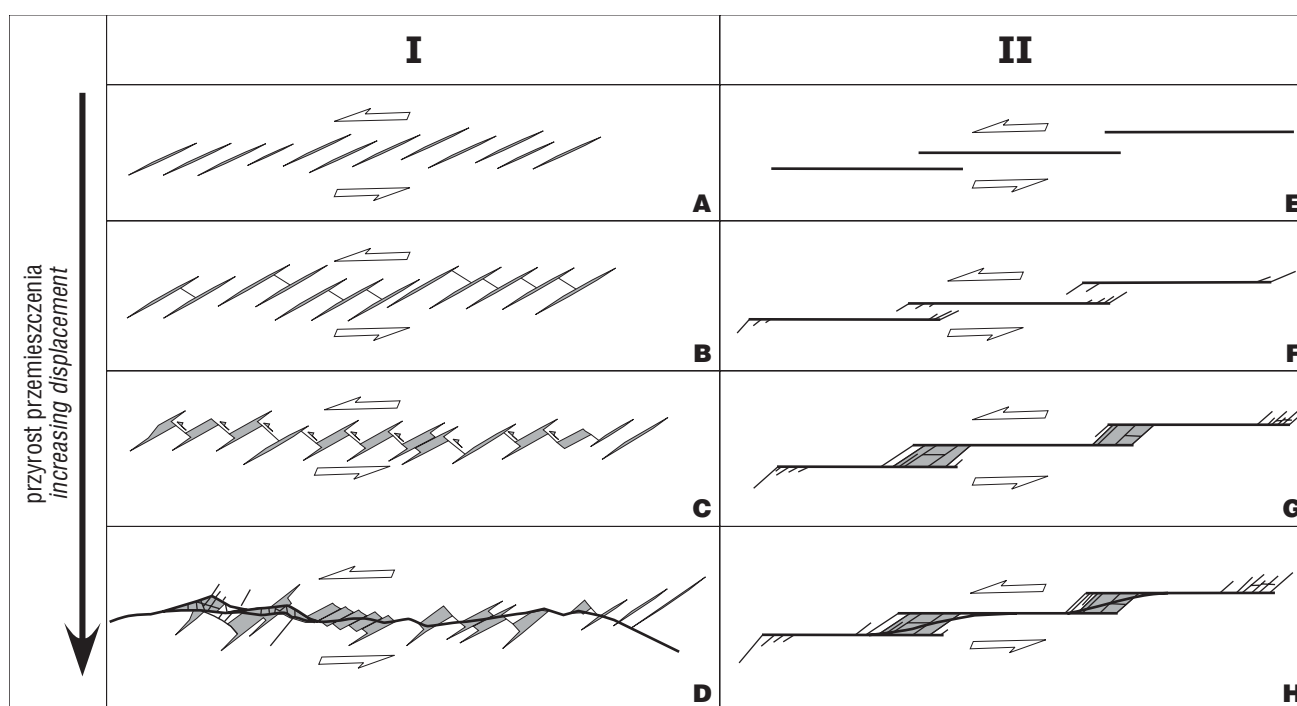 I
II
przyrost przemieszczenia
increasing displacement
A
E
B
F
C
G
D
H